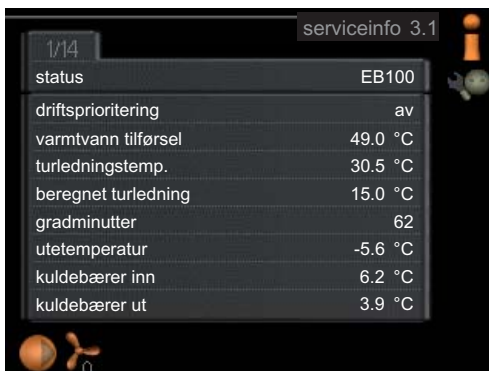 serviceinfo 3.1
1/14
status EB100
driftsprioritering av
varmtvann tilførsel 49.0 °C
turledningstemp. 30.5 °C
beregnet turledning 15.0 °C
gradminutter 62
utetemperatur -5.6 °C
kuldebærer inn 6.2 °C
kuldebærer ut 3.9 °C